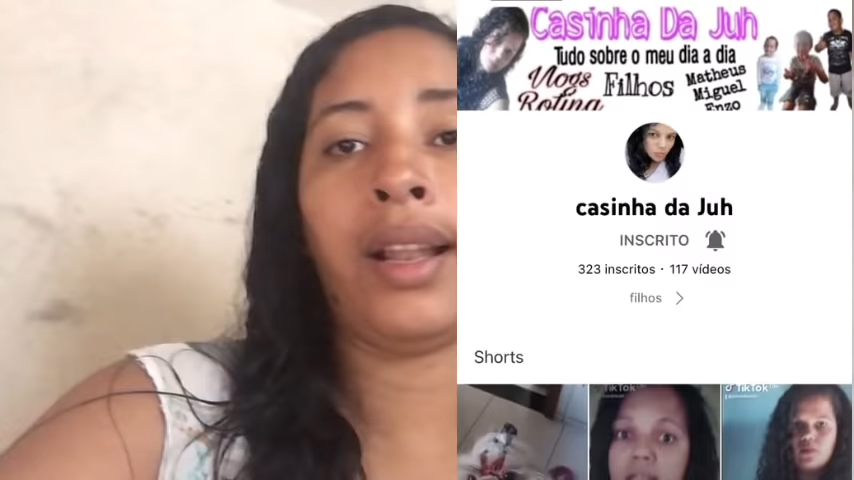 Casinha Da Juh
Tudo sobre o meu dia a dia
Vlogs
Rotina
Filhos
Matheus
Miguel
Enzo
casinha da Juh
INSCRITO
323 inscritos · 117 vídeos
filhos
Shorts
TikTok
TikTok